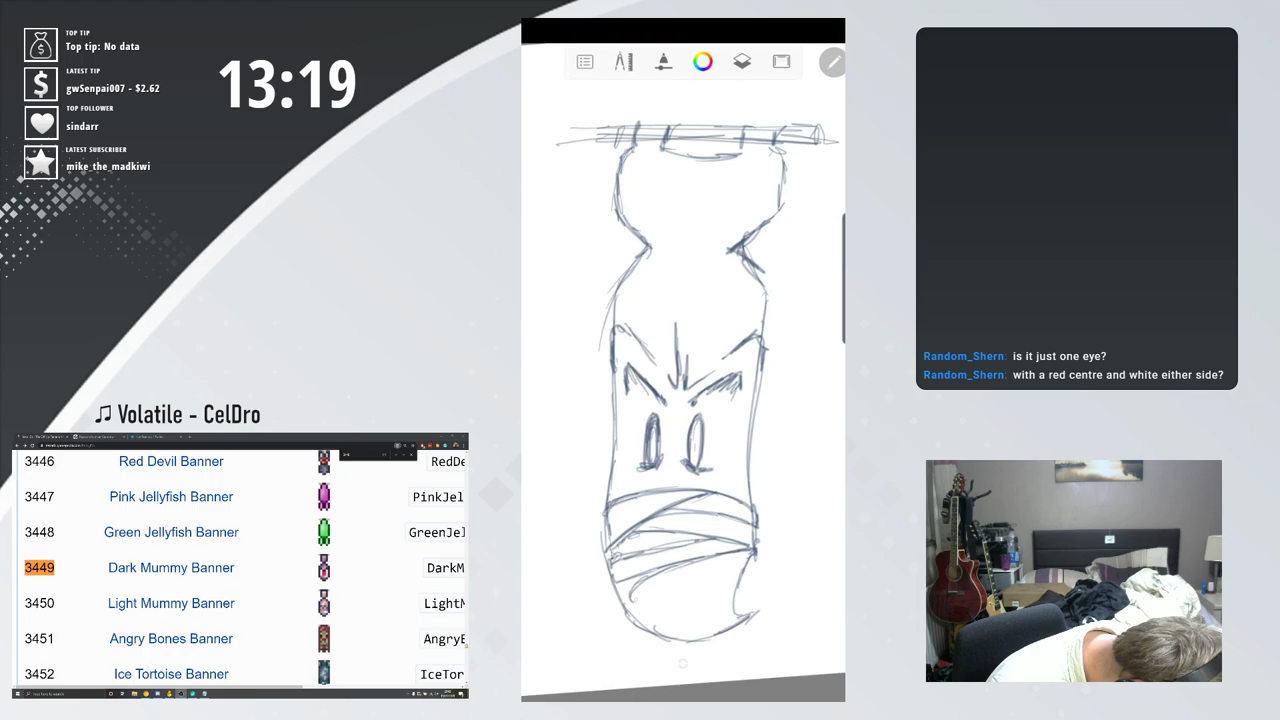 TOP TIP
Top tip: No data
LATEST TIP
gwSenpai007 - $2.62
TOP FOLLOWER
sindarr
LATEST SUBSCRIBER
mike_the_madkiwi
13:19
Volatile - CelDro
3446 Red Devil Banner RedDe
3447 Pink Jellyfish Banner PinkJel
3448 Green Jellyfish Banner GreenJel
3449 Dark Mummy Banner DarkM
3450 Light Mummy Banner LightM
3451 Angry Bones Banner AngryB
3452 Ice Tortoise Banner IceTor
Random_Shern: is it just one eye?
Random_Shern: with a red centre and white either side?